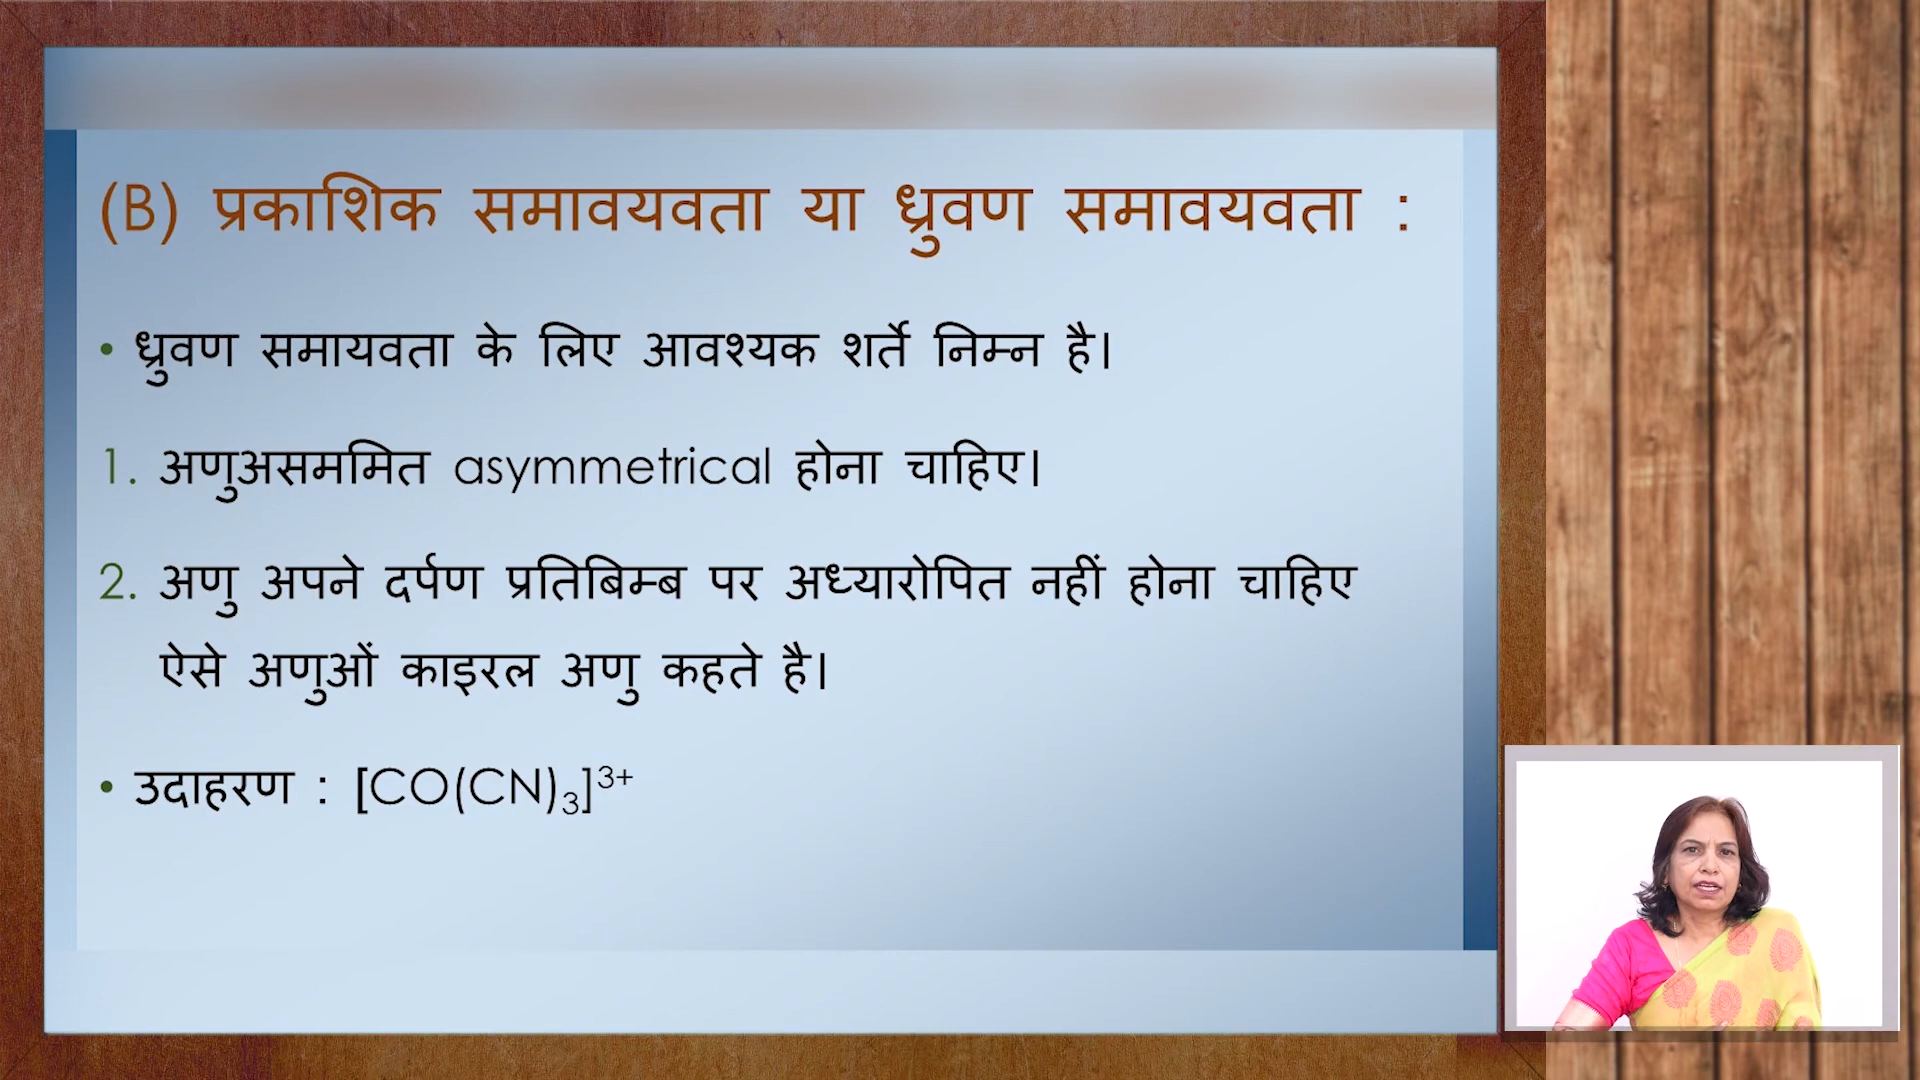 (B) प्रकाशिक समावयवता या ध्रुवण समावयवता :
• ध्रुवण समायवता के लिए आवश्यक शर्ते निम्न है।
1. अणुअसममित asymmetrical होना चाहिए।
2. अणु अपने दर्पण प्रतिबिम्ब पर अध्यारोपित नहीं होना चाहिए
ऐसे अणुओं काइरल अणु कहते है।
• उदाहरण : [CO(CN)₃]³⁺